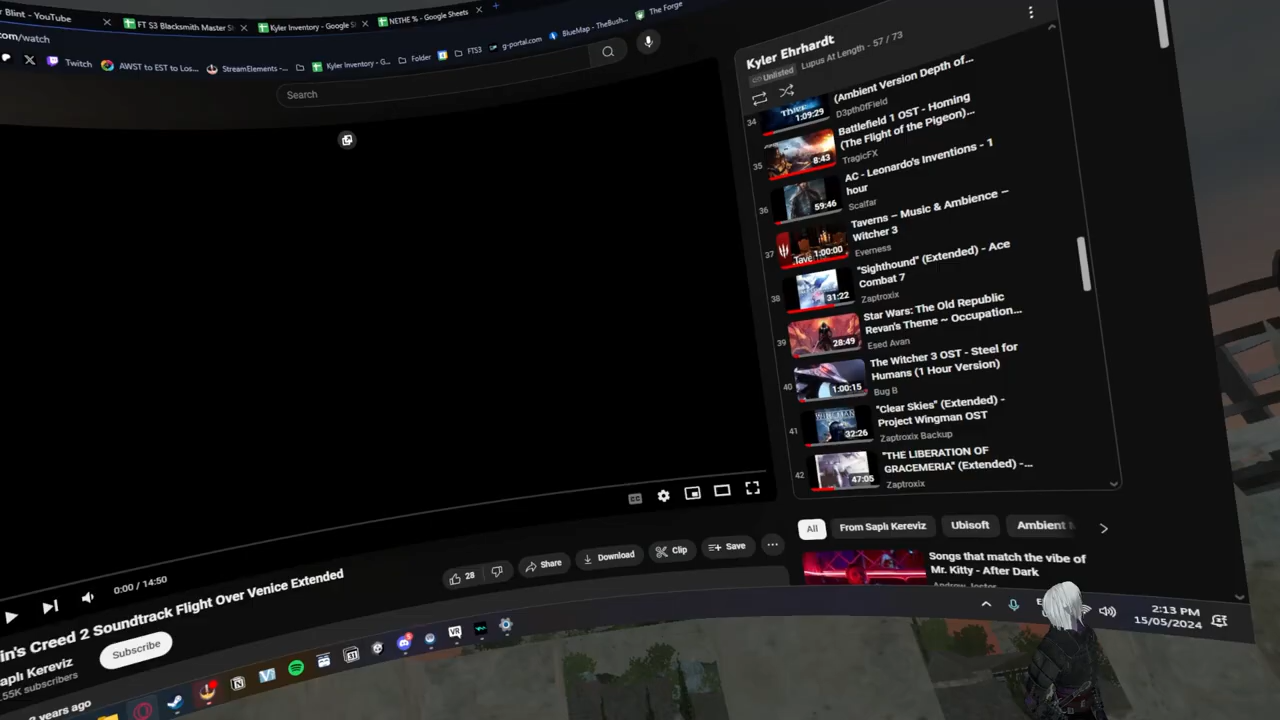 Blint - YouTube
FT S3 Blacksmith Master S
Kyler Inventory - Google S
NETHE % - Google Sheets
com/watch
Twitch
AWST to EST to Los...
StreamElements -...
Kyler Inventory - G...
Folder
FTS3
g-portal.com
BlueMap - TheBush...
The Forge
Search
Kyler Ehrhardt
Unlisted
Lupus At Length - 57 / 73
34
1:09:29
(Ambient Version Depth of...
D3pth0fField
35
8:43
Battlefield 1 OST - Homing
(The Flight of the Pigeon)...
TragicFX
36
59:46
AC - Leonardo's Inventions - 1
hour
Scalfar
37
Tave
1:00:00
Taverns – Music & Ambience –
Witcher 3
Everness
38
31:22
"Sighthound" (Extended) - Ace
Combat 7
Zaptroxix
39
28:49
Star Wars: The Old Republic
Revan's Theme ~ Occupation...
Esed Avan
40
1:00:15
The Witcher 3 OST - Steel for
Humans (1 Hour Version)
Bug B
41
32:26
"Clear Skies" (Extended) -
Project Wingman OST
Zaptroxix Backup
42
47:05
"THE LIBERATION OF
GRACEMERIA" (Extended) -...
Zaptroxix
0:00 / 14:50
in's Creed 2 Soundtrack Flight Over Venice Extended
Saplı Kereviz
55K subscribers
Subscribe
28
Share
Download
Clip
Save
years ago
All
From Saplı Kereviz
Ubisoft
Ambient
Songs that match the vibe of
Mr. Kitty - After Dark
2:13 PM
15/05/2024